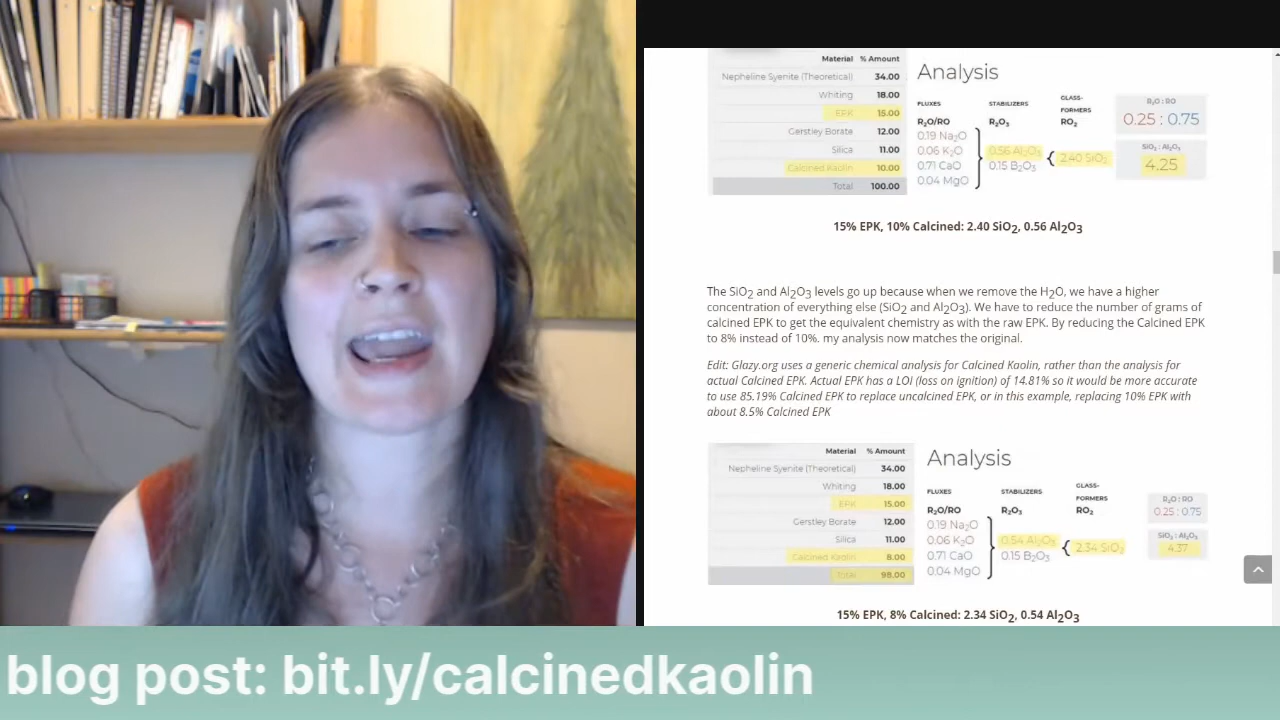 Material % Amount
Nepheline Syenite (Theoretical) 34.00
Whiting 18.00
EPK 15.00
Gerstley Borate 12.00
Silica 11.00
Calcined Kaolin 10.00
Total 100.00
Analysis
FLUXES
R₂O/RO
0.19 Na₂O
0.06 K₂O
0.71 CaO
0.04 MgO
STABILIZERS
R₂O₃
0.56 Al₂O₃
0.15 B₂O₃
GLASS-
FORMERS
RO₂
2.40 SiO₂
R₂O : RO
0.25 : 0.75
SiO₂ : Al₂O₃
4.25
15% EPK, 10% Calcined: 2.40 SiO₂, 0.56 Al₂O₃
The SiO₂ and Al₂O₃ levels go up because when we remove the H₂O, we have a higher
concentration of everything else (SiO₂ and Al₂O₃). We have to reduce the number of grams of
calcined EPK to get the equivalent chemistry as with the raw EPK. By reducing the Calcined EPK
to 8% instead of 10%. my analysis now matches the original.
Edit: Glazy.org uses a generic chemical analysis for Calcined Kaolin, rather than the analysis for
actual Calcined EPK. Actual EPK has a LOI (loss on ignition) of 14.81% so it would be more accurate
to use 85.19% Calcined EPK to replace uncalcined EPK, or in this example, replacing 10% EPK with
about 8.5% Calcined EPK
Material % Amount
Nepheline Syenite (Theoretical) 34.00
Whiting 18.00
EPK 15.00
Gerstley Borate 12.00
Silica 11.00
Calcined Kaolin 8.00
Total 98.00
Analysis
FLUXES
R₂O/RO
0.19 Na₂O
0.06 K₂O
0.71 CaO
0.04 MgO
STABILIZERS
R₂O₃
0.54 Al₂O₃
0.15 B₂O₃
GLASS-
FORMERS
RO₂
2.34 SiO₂
R₂O : RO
0.25 : 0.75
SiO₂ : Al₂O₃
4.37
15% EPK, 8% Calcined: 2.34 SiO₂, 0.54 Al₂O₃
blog post: bit.ly/calcinedkaolin